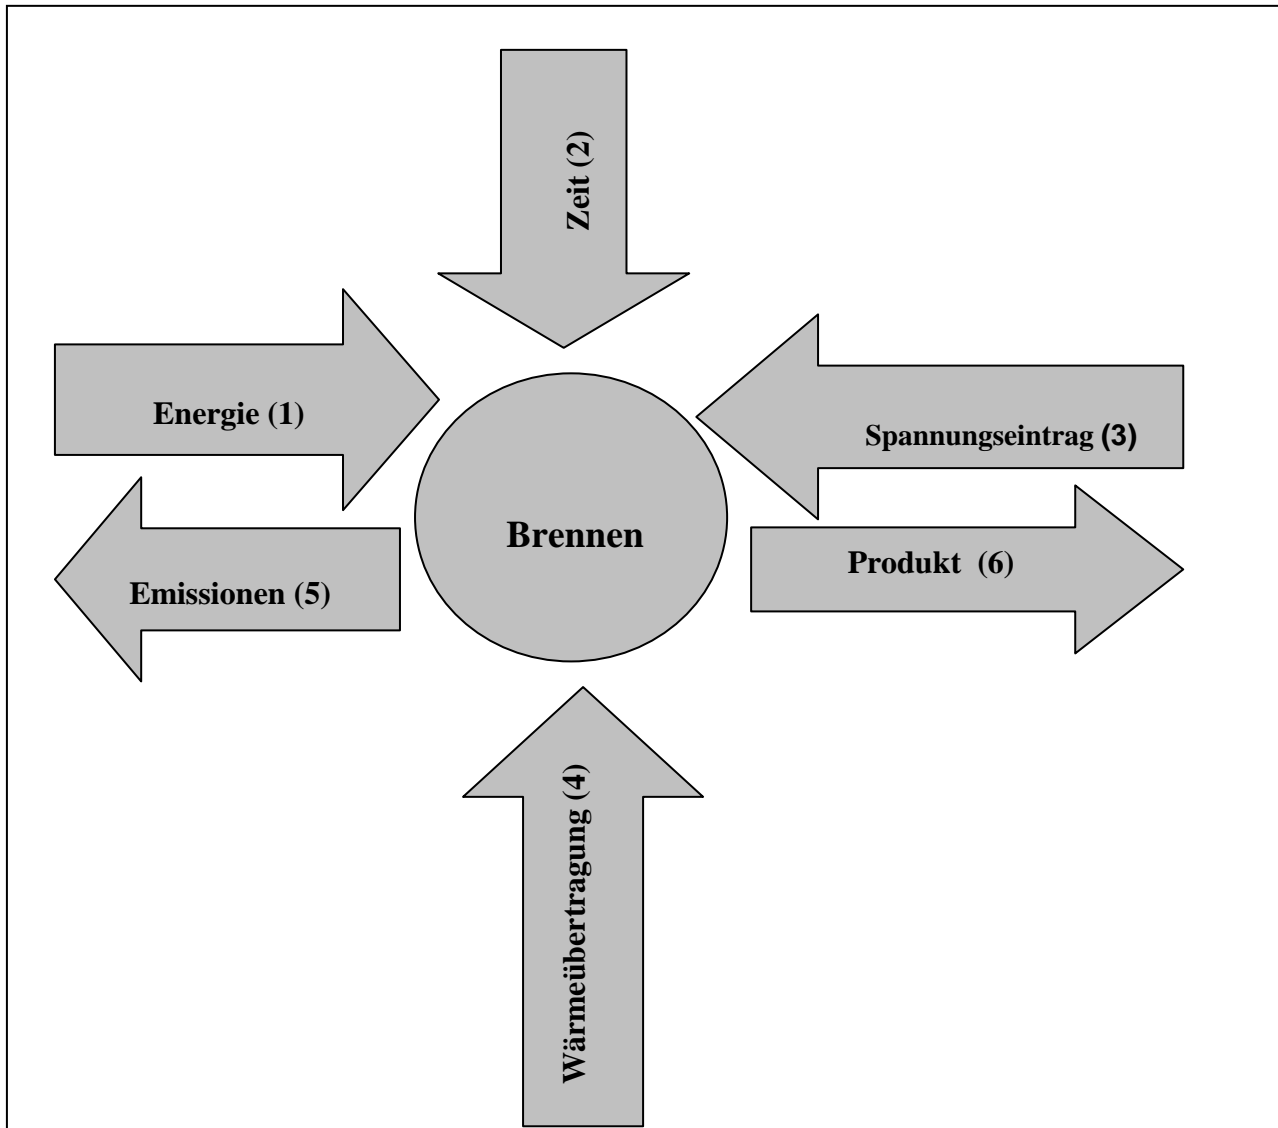 Zeit (2)
Energie (1)
Spannungseintrag (3)
Brennen
Produkt (6)
Emissionen (5)
Wärmeübertragung (4)